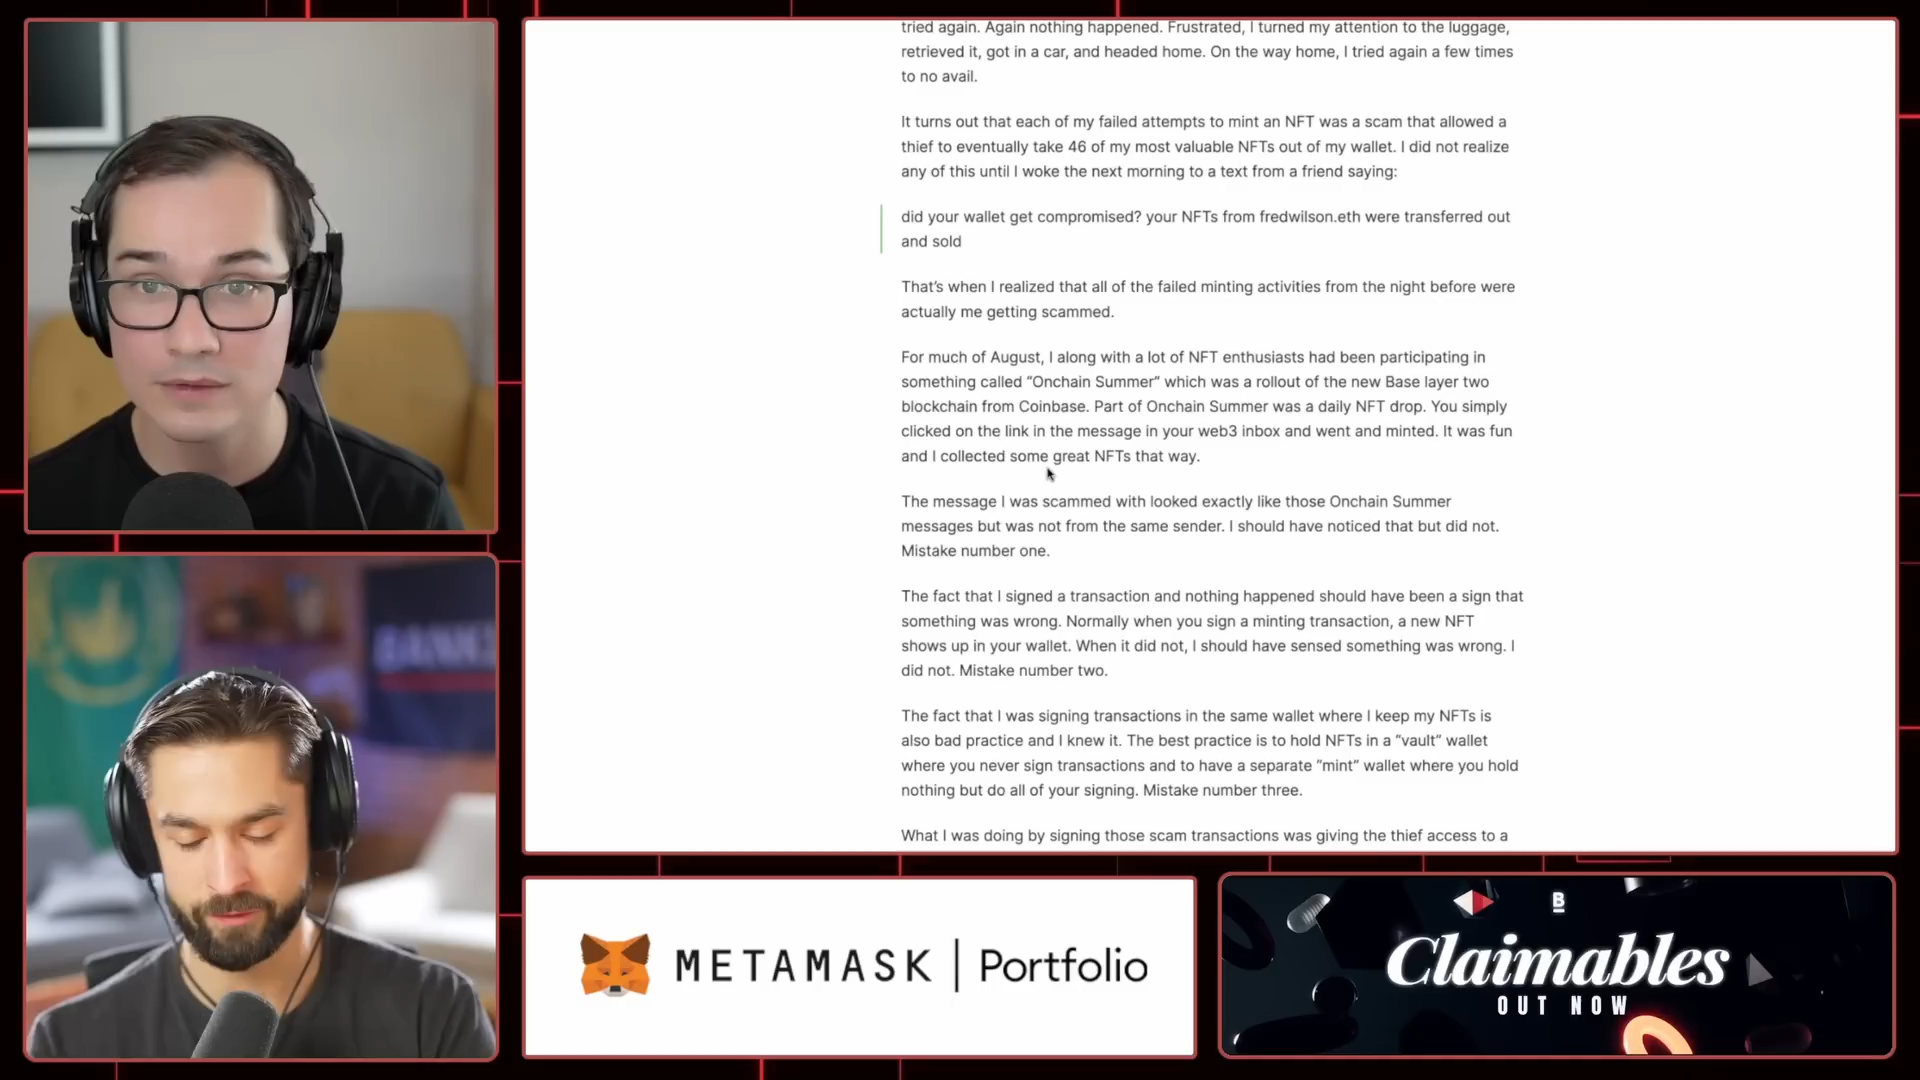 tried again. Again nothing happened. Frustrated, I turned my attention to the luggage,
retrieved it, got in a car, and headed home. On the way home, I tried again a few times
to no avail.
It turns out that each of my failed attempts to mint an NFT was a scam that allowed a
thief to eventually take 46 of my most valuable NFTs out of my wallet. I did not realize
any of this until I woke the next morning to a text from a friend saying:
did your wallet get compromised? your NFTs from fredwilson.eth were transferred out
and sold
That’s when I realized that all of the failed minting activities from the night before were
actually me getting scammed.
For much of August, I along with a lot of NFT enthusiasts had been participating in
something called “Onchain Summer” which was a rollout of the new Base layer two
blockchain from Coinbase. Part of Onchain Summer was a daily NFT drop. You simply
clicked on the link in the message in your web3 inbox and went and minted. It was fun
and I collected some great NFTs that way.
The message I was scammed with looked exactly like those Onchain Summer
messages but was not from the same sender. I should have noticed that but did not.
Mistake number one.
The fact that I signed a transaction and nothing happened should have been a sign that
something was wrong. Normally when you sign a minting transaction, a new NFT
shows up in your wallet. When it did not, I should have sensed something was wrong. I
did not. Mistake number two.
The fact that I was signing transactions in the same wallet where I keep my NFTs is
also bad practice and I knew it. The best practice is to hold NFTs in a “vault” wallet
where you never sign transactions and to have a separate “mint” wallet where you hold
nothing but do all of your signing. Mistake number three.
What I was doing by signing those scam transactions was giving the thief access to a
METAMASK | Portfolio
B
Claimables
OUT NOW